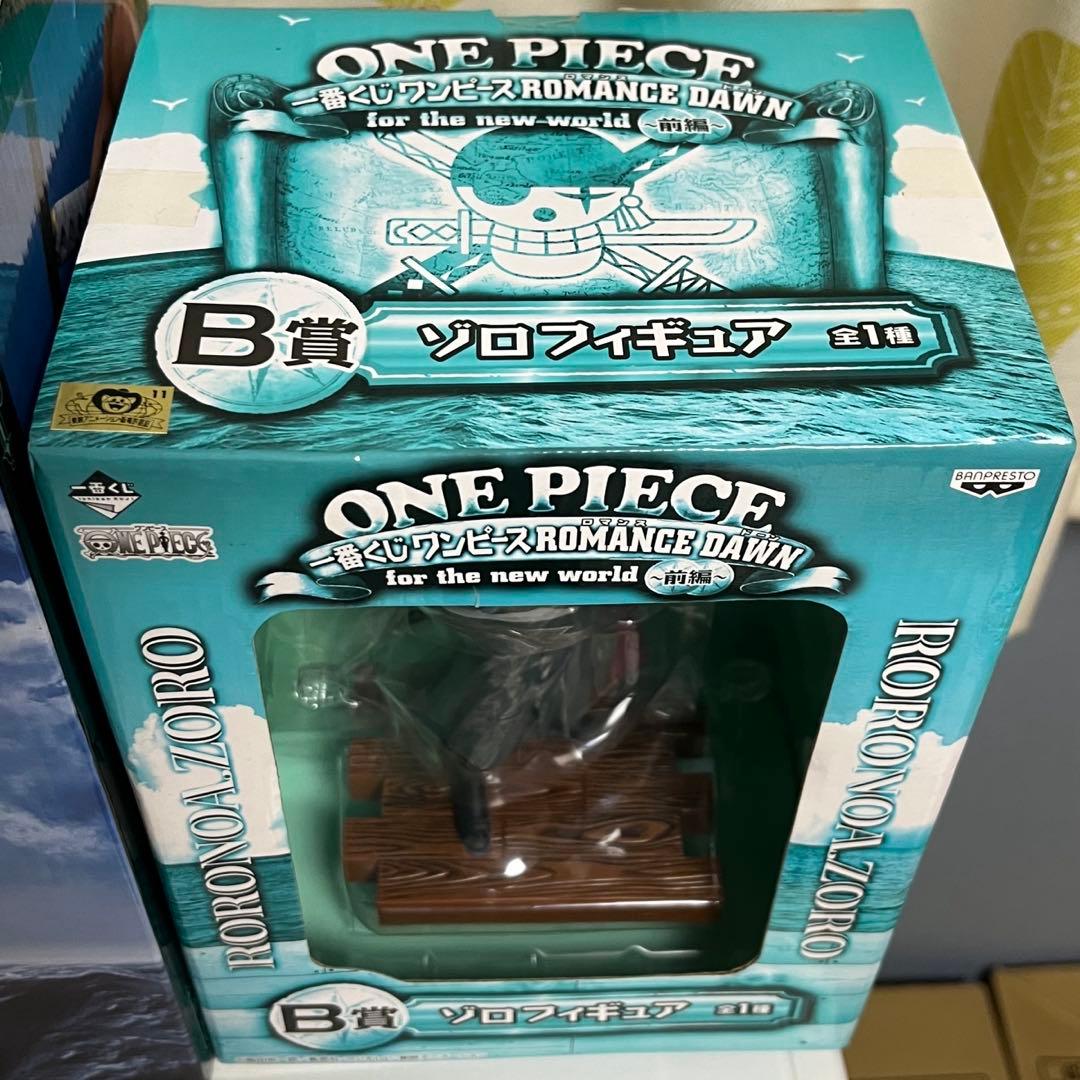 ONE PIECE
ロマンス ドーン
一番くじ ワンピース ROMANCE DAWN
for the new world ~前編~
B賞 ゾロ フィギュア 全1種
11
一番くじ
BANPRESTO
ONE PIECE
ONE PIECE
ロマンス ドーン
一番くじ ワンピース ROMANCE DAWN
for the new world ~前編~
RORONOA.ZORO
RORONOA.ZORO
B賞 ゾロ フィギュア 全1種